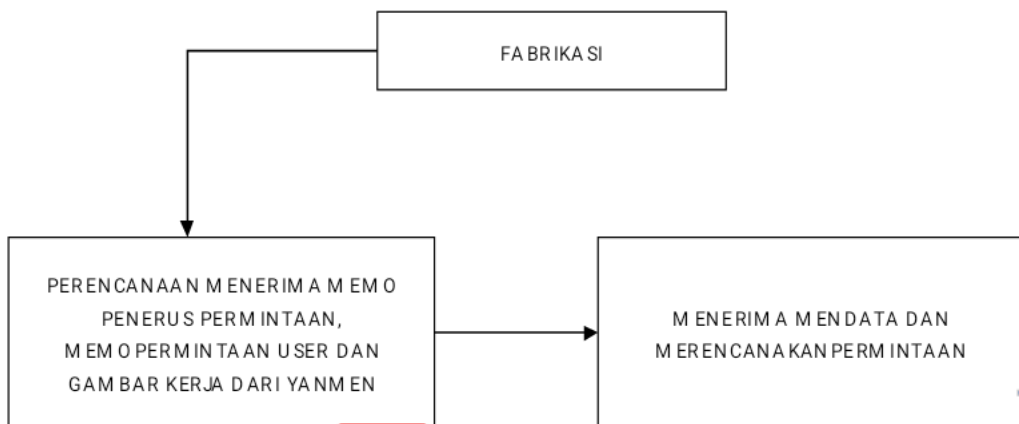 FABRIKASI
PERENCANAAN MENERIMA MEMO
PENERUS PERMINTAAN,
MEMO PERMINTAAN USER DAN
GAMBAR KERJA DARI YANMEN
MENERIMA MENDATA DAN
MERENCANAKAN PERMINTAAN